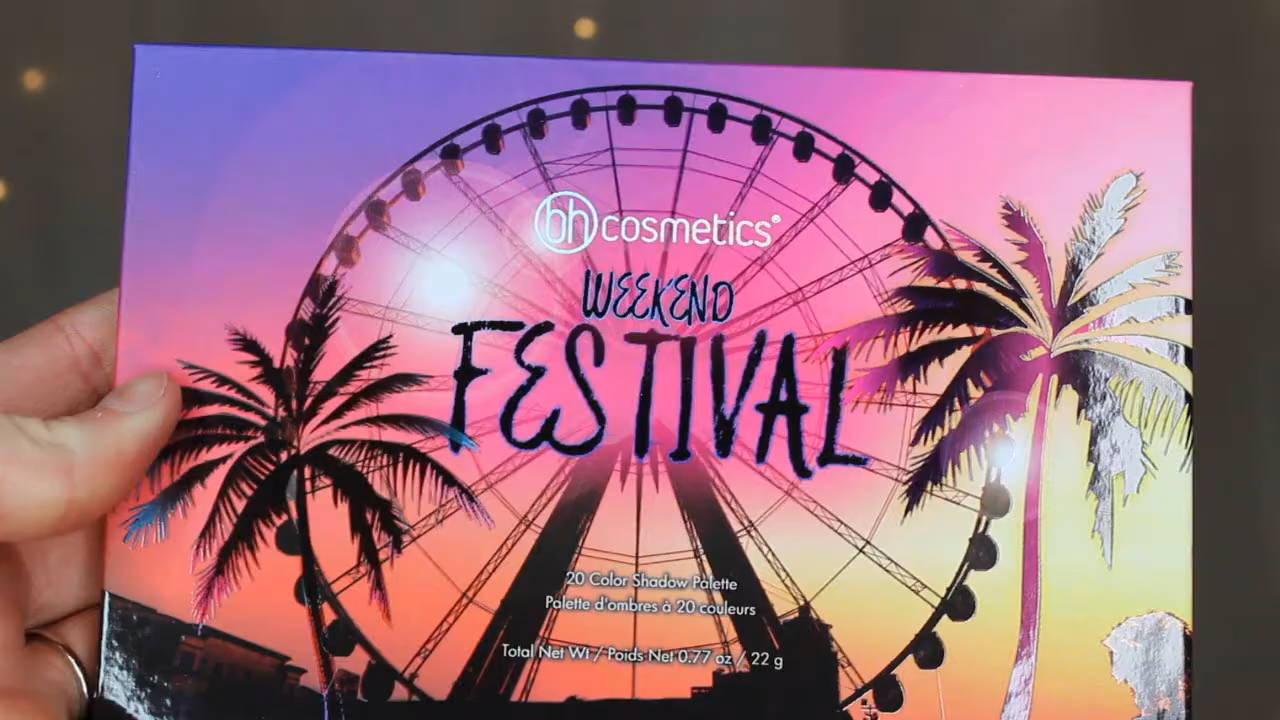 bh cosmetics®
WEEKEND
FESTIVAL
20 Color Shadow Palette
Palette d'ombres à 20 couleurs
Total Net Wt / Poids Net 0.77 oz / 22 g